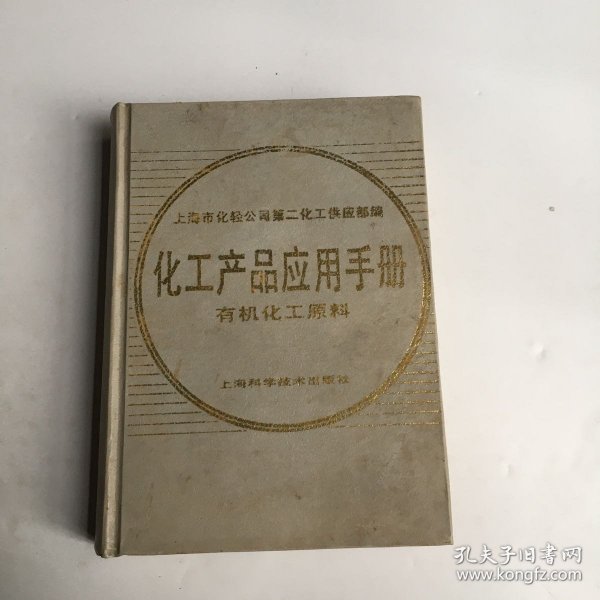 上海市化轻公司第二化工供应部编
化工产品应用手册
有机化工原料
上海科学技术出版社
孔夫子旧书网
www.kongfz.com